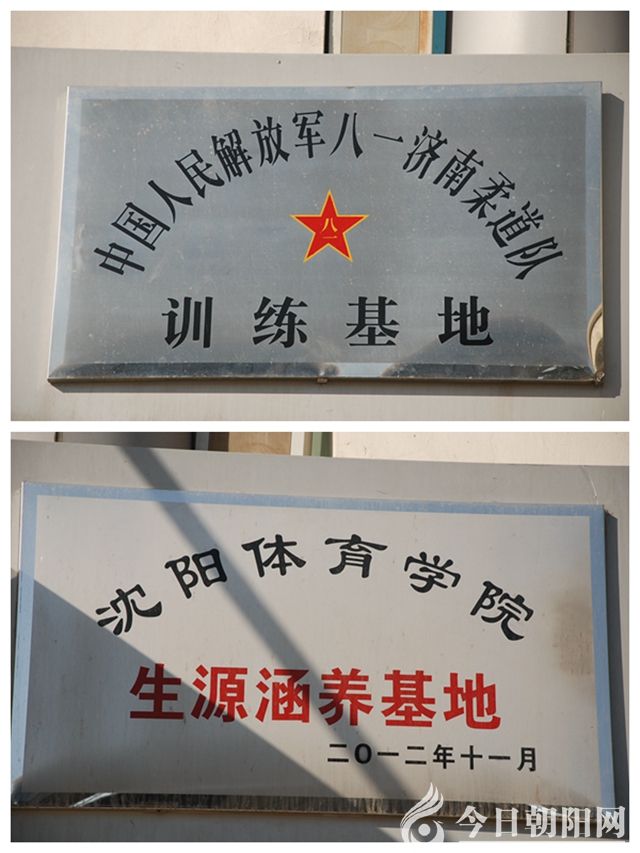 中国人民解放军八一济南柔道队
八一
训练基地
沈阳体育学院
生源涵养基地
二〇一二年十一月
今日朝阳网